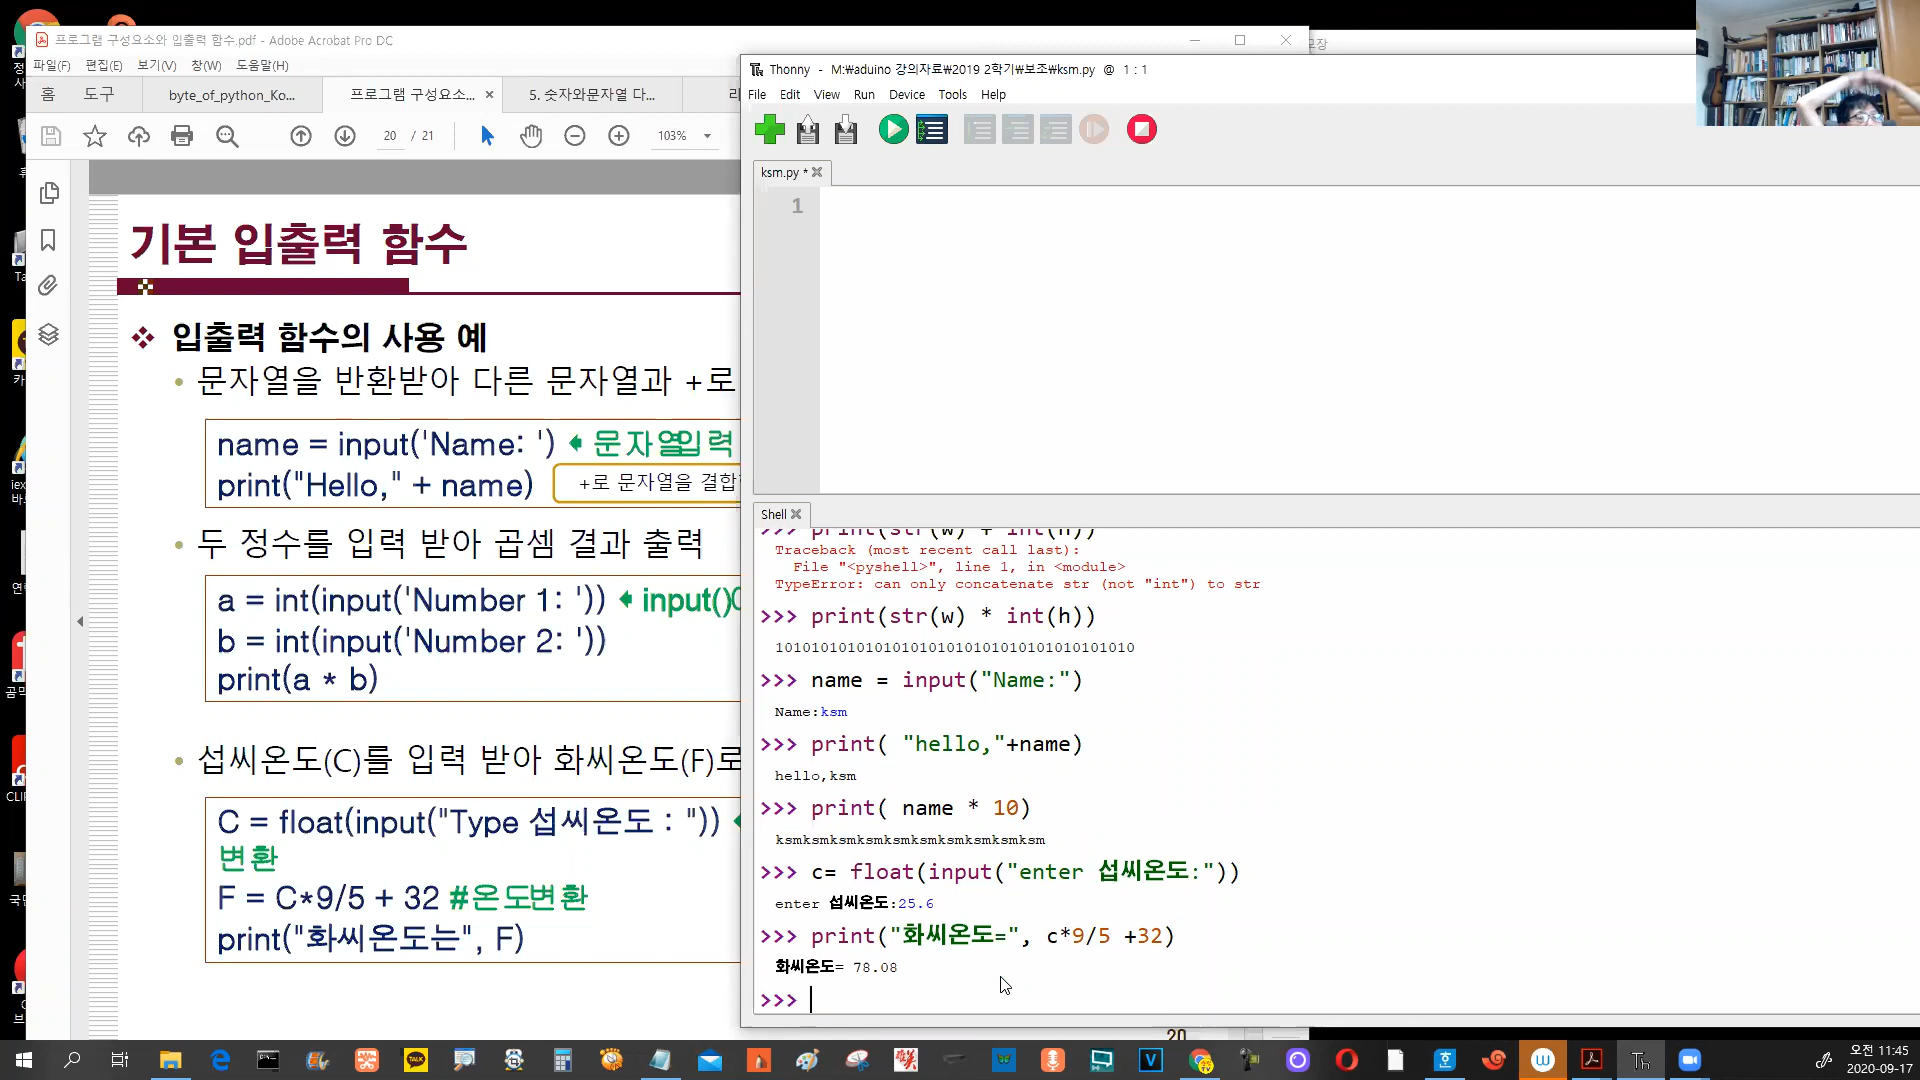 프로그램 구성요소와 입출력 함수.pdf - Adobe Acrobat Pro DC
파일(F) 편집(E) 보기(V) 창(W) 도움말(H)
홈 도구 byte_of_python_Ko... 프로그램 구성요소... 5. 숫자와문자열 다...
20 / 21 103%
기본 입출력 함수
입출력 함수의 사용 예
문자열을 반환받아 다른 문자열과 +로
name = input('Name: ') 문자열입력
print("Hello," + name) +로 문자열을 결합
두 정수를 입력 받아 곱셈 결과 출력
a = int(input('Number 1: ')) input()
b = int(input('Number 2: '))
print(a * b)
섭씨온도(C)를 입력 받아 화씨온도(F)로
C = float(input("Type 섭씨온도 : "))
변환
F = C*9/5 + 32 #온도변환
print("화씨온도는", F)
Thonny - M:\aduino 강의자료\2019 2학기\보조\ksm.py @ 1 : 1
File Edit View Run Device Tools Help
ksm.py *
1
Shell
>>> print(str(w) + int(h))
Traceback (most recent call last):
File "<pyshell>", line 1, in <module>
TypeError: can only concatenate str (not "int") to str
>>> print(str(w) * int(h))
1010101010101010101010101010101010101010
>>> name = input("Name:")
Name:ksm
>>> print( "hello,"+name)
hello,ksm
>>> print( name * 10)
ksmksmksmksmksmksmksmksmksmksm
>>> c= float(input("enter 섭씨온도:"))
enter 섭씨온도:25.6
>>> print("화씨온도=", c*9/5 +32)
화씨온도= 78.08
>>>
20
오전 11:45
2020-09-17